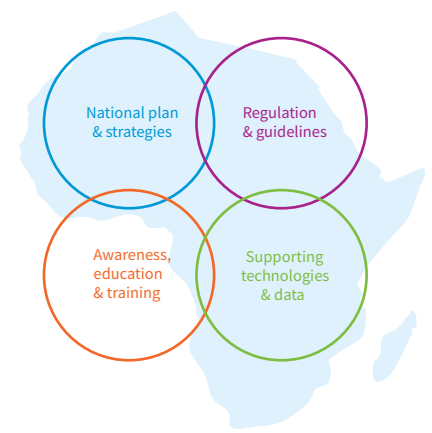 National plan
& strategies
Regulation
& guidelines
Awareness,
education
& training
Supporting
technologies
& data